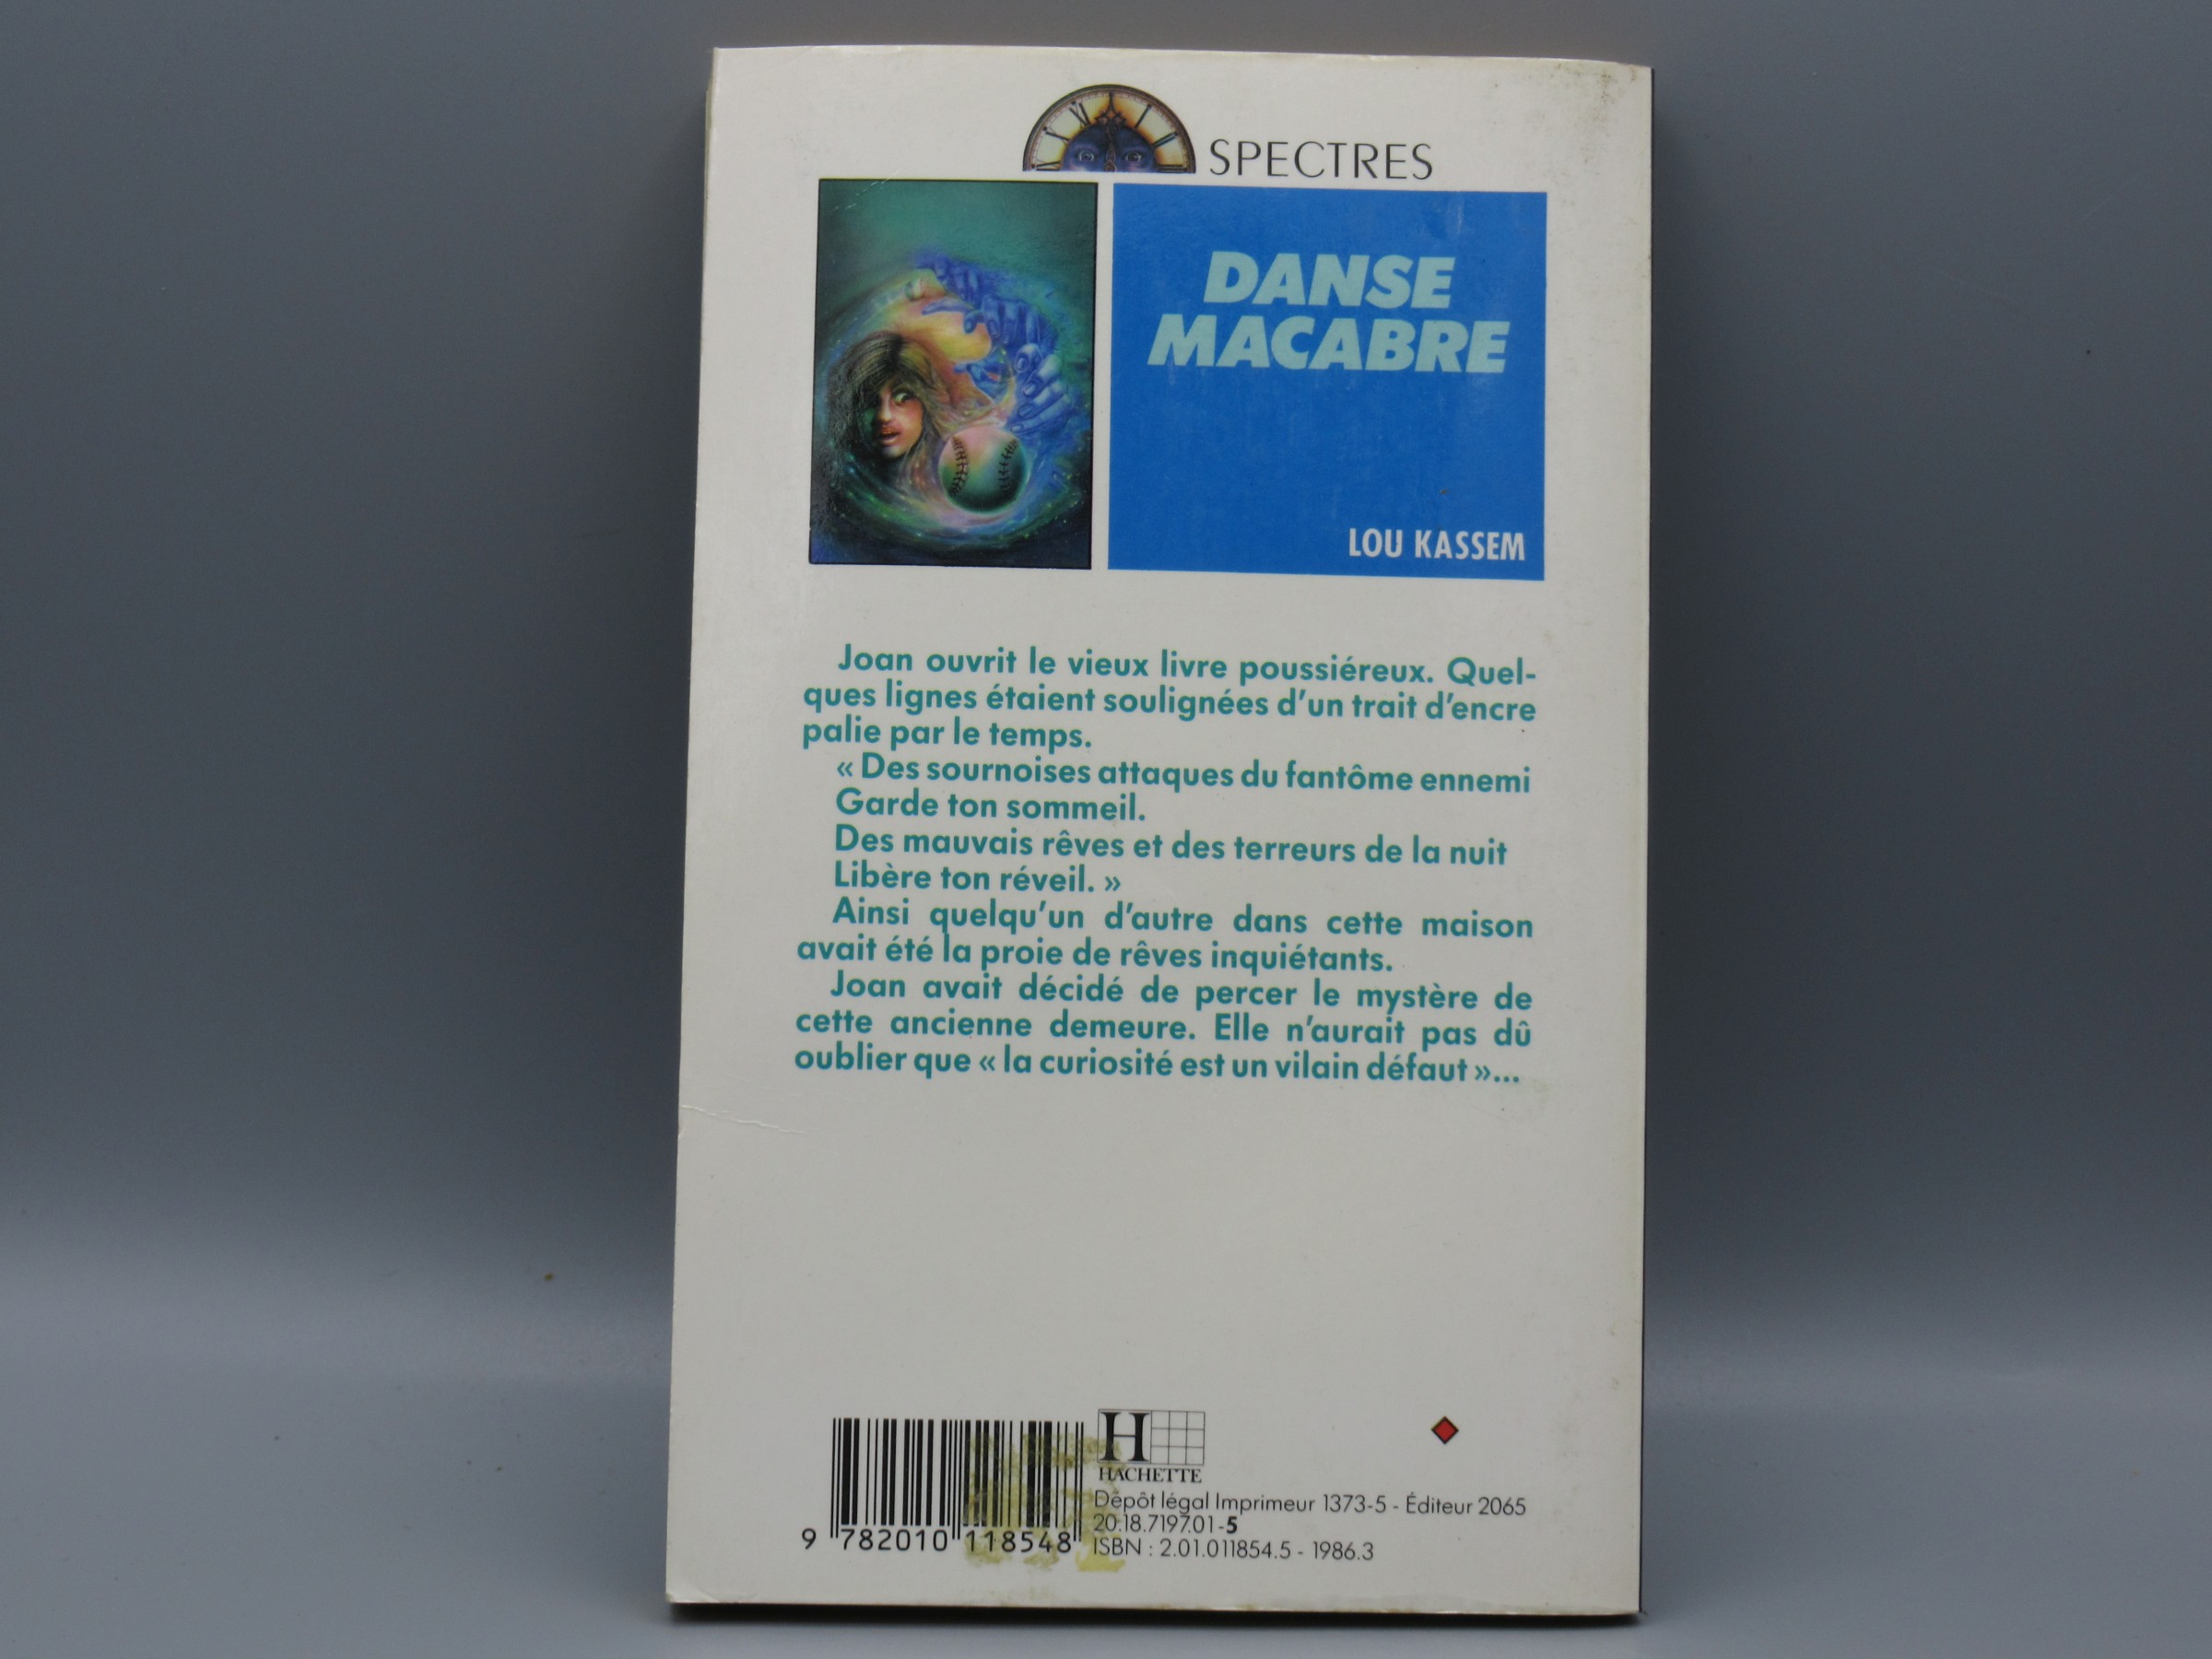 SPECTRES
DANSE
MACABRE
LOU KASSEM
Joan ouvrit le vieux livre poussiéreux. Quel-
ques lignes étaient soulignées d'un trait d'encre
palie par le temps.
« Des sournoises attaques du fantôme ennemi
Garde ton sommeil.
Des mauvais rêves et des terreurs de la nuit
Libère ton réveil. »
Ainsi quelqu'un d'autre dans cette maison
avait été la proie de rêves inquiétants.
Joan avait décidé de percer le mystère de
cette ancienne demeure. Elle n'aurait pas dû
oublier que « la curiosité est un vilain défaut »...
H
HACHETTE
Dépôt légal Imprimeur 1373-5 - Éditeur 2065
20.18.7197.01-5
ISBN : 2.01.011854.5 - 1986.3
9 782010 118548